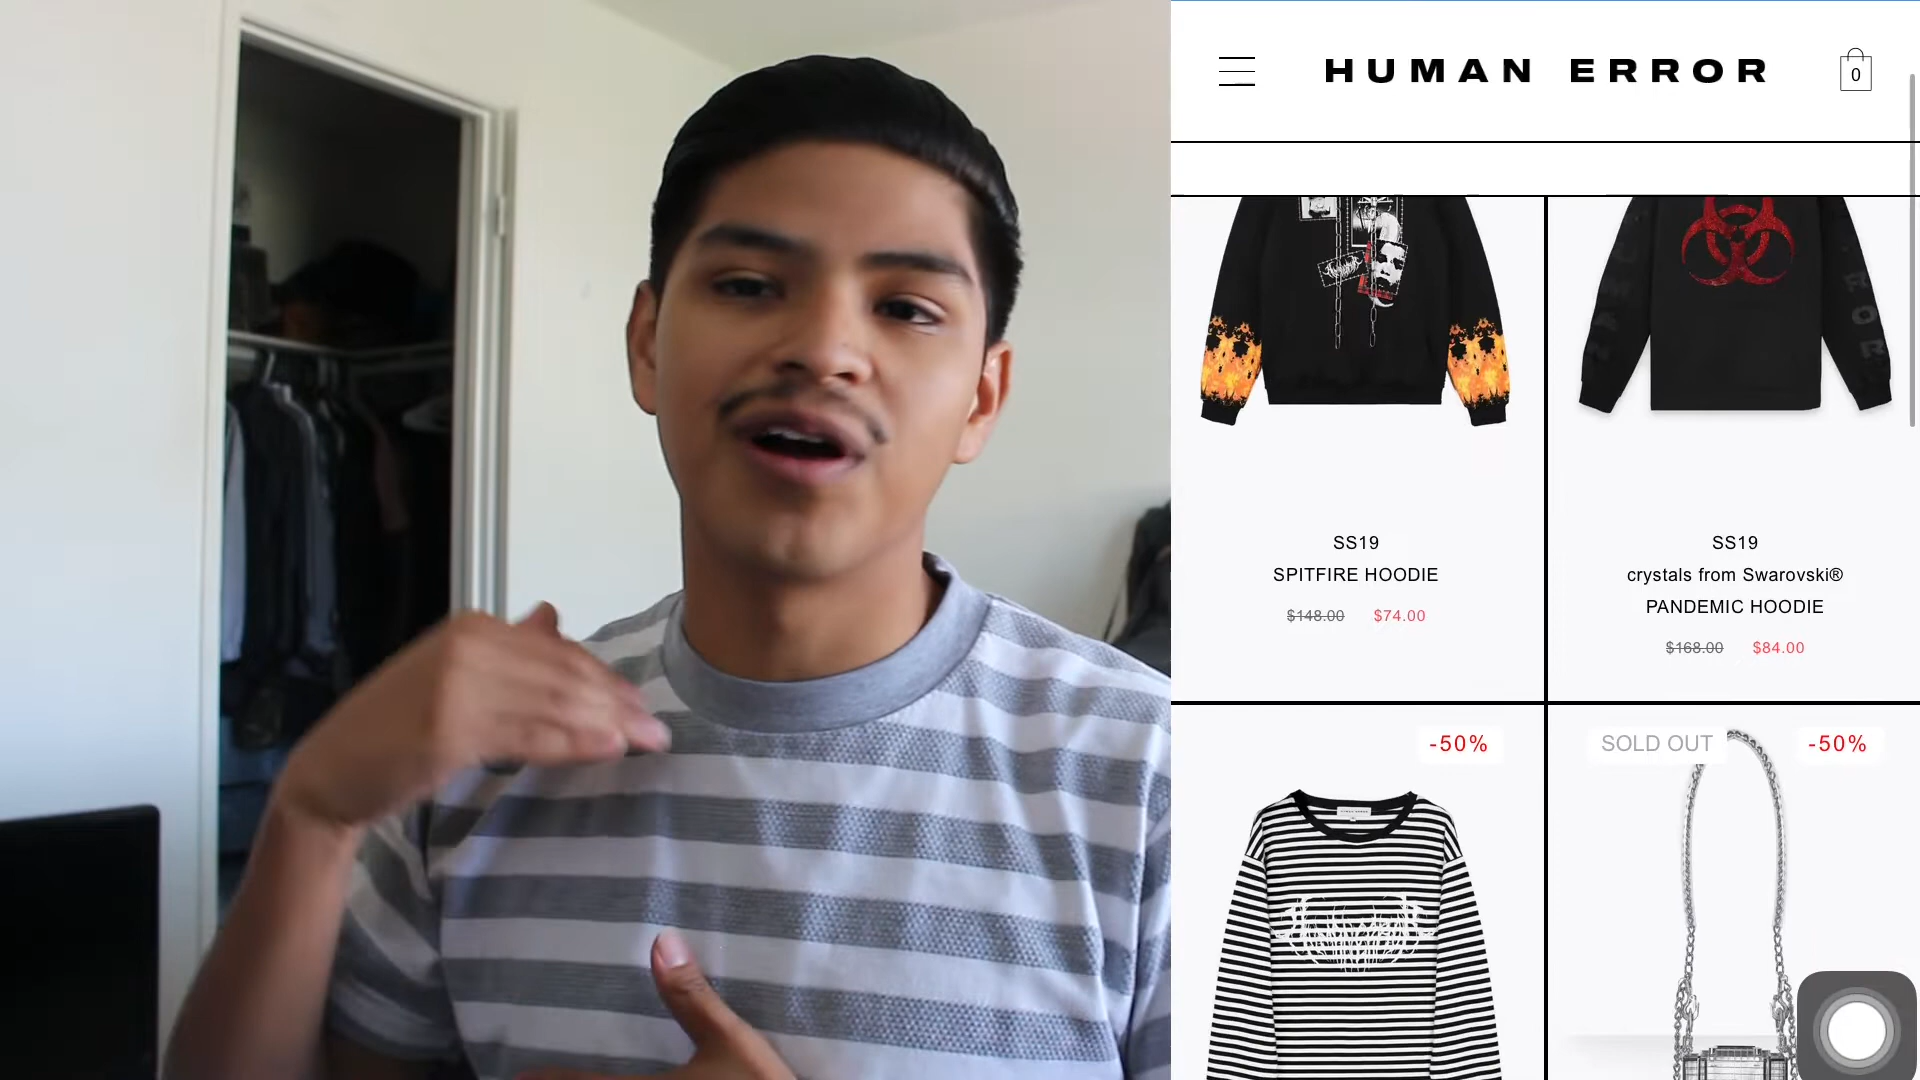 HUMAN ERROR
0
SS19
SPITFIRE HOODIE
$148.00 $74.00
SS19
crystals from Swarovski®
PANDEMIC HOODIE
$168.00 $84.00
-50%
SOLD OUT
-50%